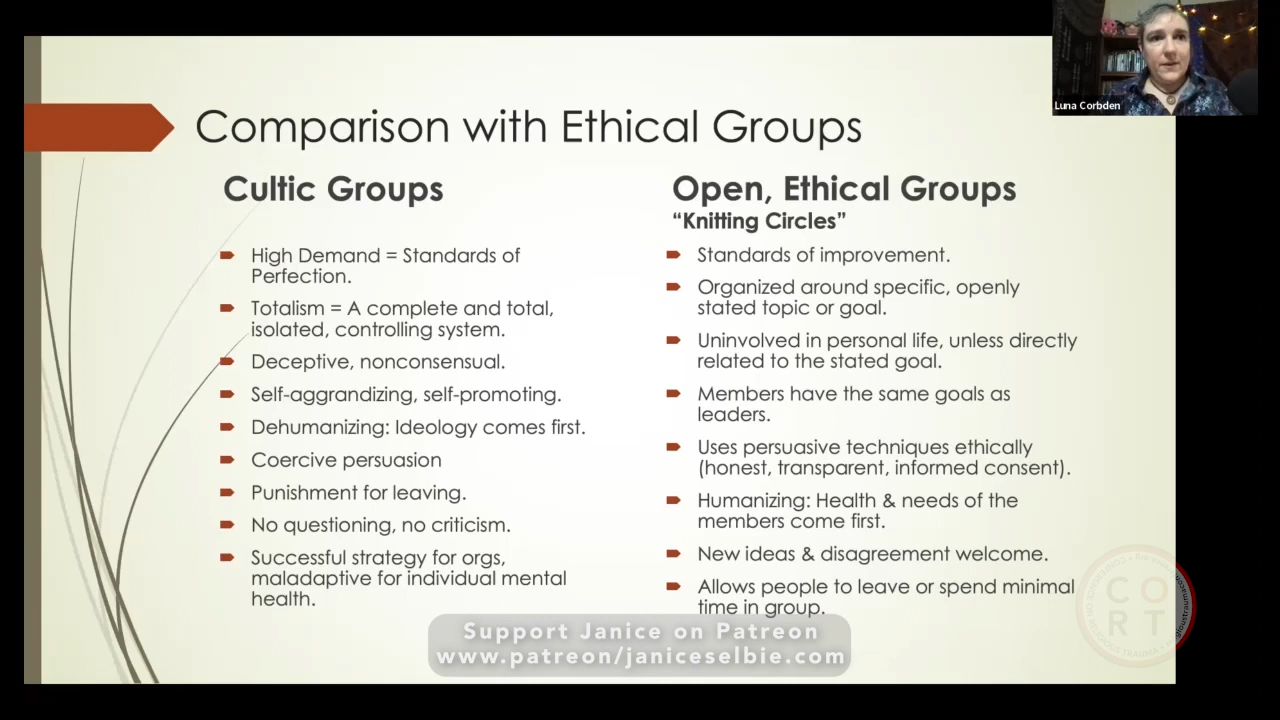 Luna Corbden
Comparison with Ethical Groups
Cultic Groups
High Demand = Standards of
Perfection.
Totalism = A complete and total,
isolated, controlling system.
Deceptive, nonconsensual.
Self-aggrandizing, self-promoting.
Dehumanizing: Ideology comes first.
Coercive persuasion
Punishment for leaving.
No questioning, no criticism.
Successful strategy for orgs,
maladaptive for individual mental
health.
Open, Ethical Groups
“Knitting Circles”
Standards of improvement.
Organized around specific, openly
stated topic or goal.
Uninvolved in personal life, unless directly
related to the stated goal.
Members have the same goals as
leaders.
Uses persuasive techniques ethically
(honest, transparent, informed consent).
Humanizing: Health & needs of the
members come first.
New ideas & disagreement welcome.
Allows people to leave or spend minimal
time in group.
Support Janice on Patreon
www.patreon/janiceselbie.com
CO
RT